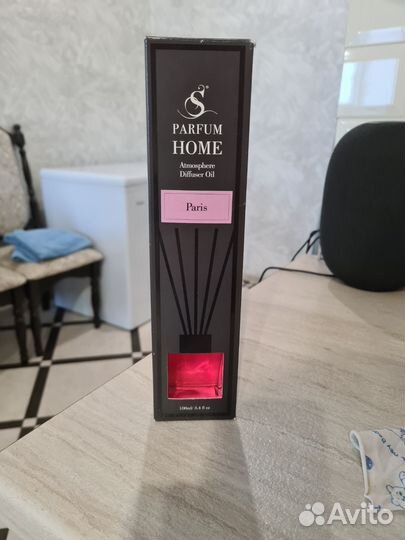 S
PARFUM
HOME
Atmosphere
Diffuser Oil
Paris
100ml/ 3.4 fl oz
Avito